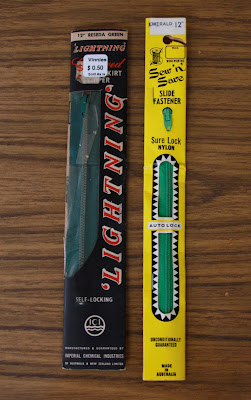 12" RESEDA GREEN
'LIGHTNING'
SKIRT
Vinnies
$ 0.50
'LIGHTNING'
SELF-LOCKING
ICI
MANUFACTURED & GUARANTEED BY
IMPERIAL CHEMICAL INDUSTRIES
OF AUSTRALIA & NEW ZEALAND LIMITED
EMERALD 12"
Sew n'
Save
SLIDE
FASTENER
Sure Lock
NYLON
AUTO-LOCK
UNCONDITIONALLY
GUARANTEED
MADE IN
AUSTRALIA